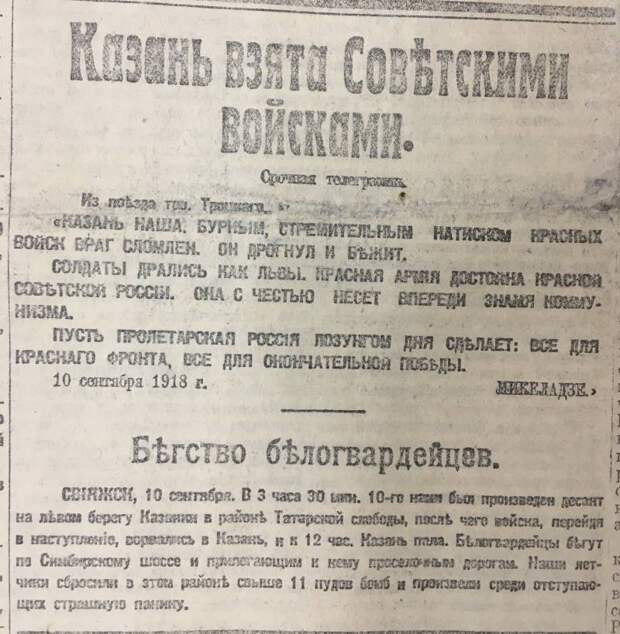 Казань взята Совѣтскими
войсками.
Срочная телеграмма.
Из поѣзда тов. Троцкаго.
«КАЗАНЬ НАША. БУРНЫМ, СТРЕМИТЕЛЬНЫМ НАТИСКОМ КРАСНЫХ
ВОЙСК ВРАГ СЛОМЛЕН. ОН ДРОГНУЛ И БѢЖИТ.
СОЛДАТЫ ДРАЛИСЬ КАК ЛЬВЫ. КРАСНАЯ АРМІЯ ДОСТОЙНА КРАСНОЙ
СОВѢТСКОЙ РОССІИ. ОНА С ЧЕСТЬЮ НЕСЕТ ВПЕРЕДИ ЗНАМЯ КОММУ-
НИЗМА.
ПУСТЬ ПРОЛЕТАРСКАЯ РОССІЯ ЛОЗУНГОМ ДНЯ СДѢЛАЕТ: ВСЕ ДЛЯ
КРАСНАГО ФРОНТА, ВСЕ ДЛЯ ОКОНЧАТЕЛЬНОЙ ПОБѢДЫ.
10 сентября 1918 г. МИКЕЛАДЗЕ.»
Бѣгство бѣлогвардейцев.
СВІЯЖСК, 10 сентября. В 3 часа 30 мин. 10-го нами был произведен десант
на лѣвом берегу Казанки в районѣ Татарской слободы, послѣ чего войска, перейдя
в наступленіе, ворвались в Казань, и к 12 час. Казань пала. Бѣлогвардейцы бѣгут
по Симбирскому шоссе и прилегающим к нему проселочным дорогам. Наши лет-
чики сбросили в этом районѣ свыше 11 пудов бомб и произвели среди отступаю-
щих страшную панику.